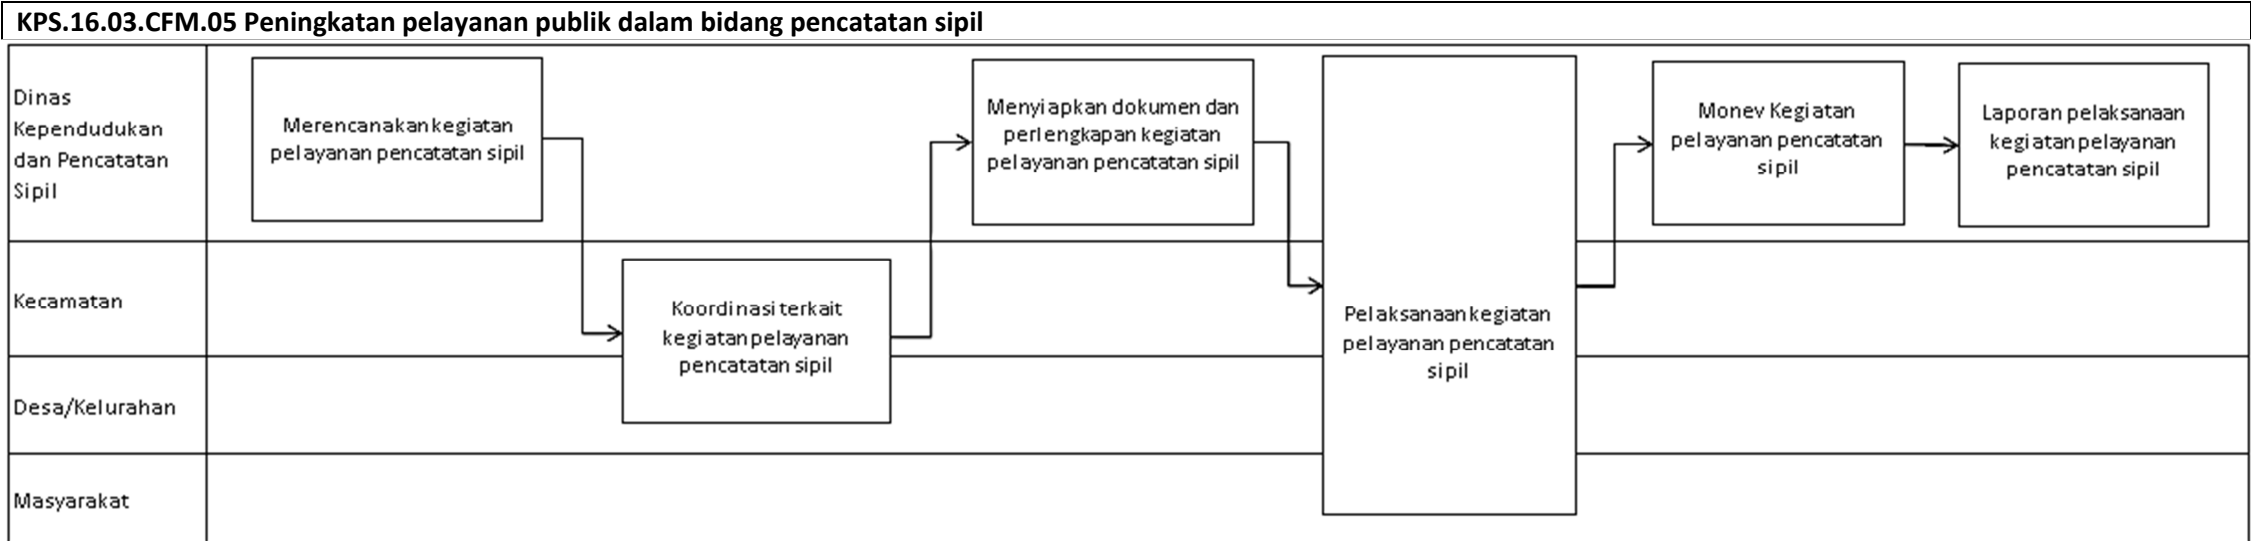 KPS.16.03.CFM.05 Peningkatan pelayanan publik dalam bidang pencatatan sipil
Dinas
Kependudukan
dan Pencatatan
Sipil
Merencanakan kegiatan
pelayanan pencatatan sipil
Menyiapkan dokumen dan
perlengkapan kegiatan
pelayanan pencatatan sipil
Monev Kegiatan
pelayanan pencatatan
sipil
Laporan pelaksanaan
kegiatan pelayanan
pencatatan sipil
Kecamatan
Koordinasi terkait
kegiatan pelayanan
pencatatan sipil
Pelaksanaan kegiatan
pelayanan pencatatan
sipil
Desa/Kelurahan
Masyarakat